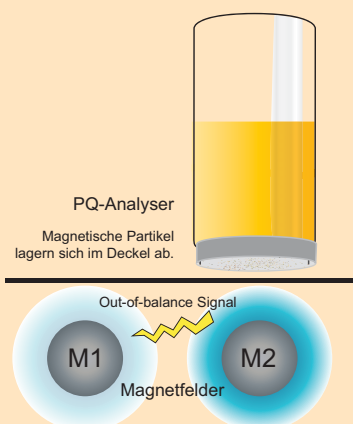 PQ-Analyser
Magnetische Partikel
lagern sich im Deckel ab.
Out-of-balance Signal
M1
M2
Magnetfelder